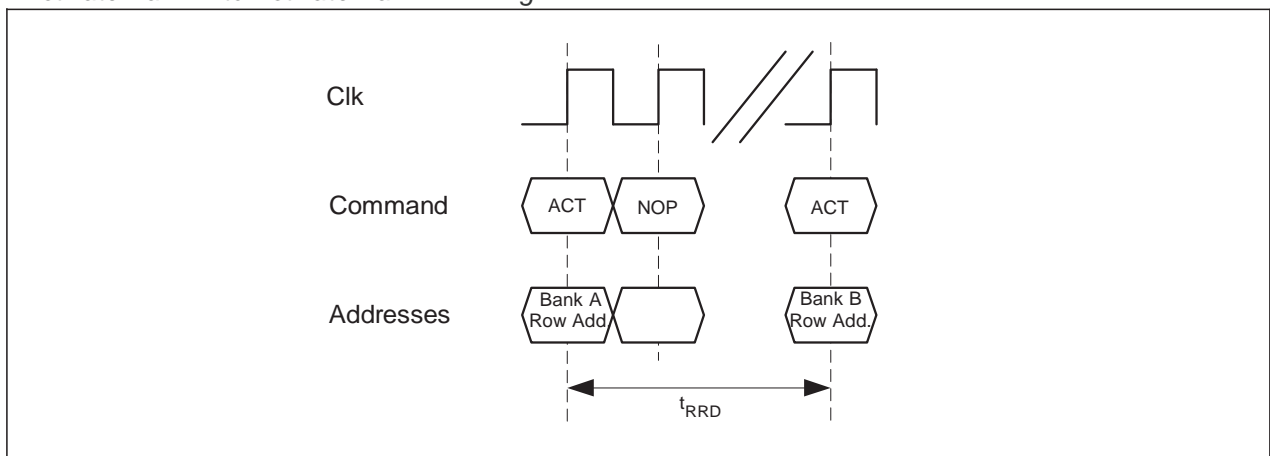 Clk
Command
ACT
NOP
ACT
Addresses
Bank A
Row Add
Bank B
Row Add.
tRRD